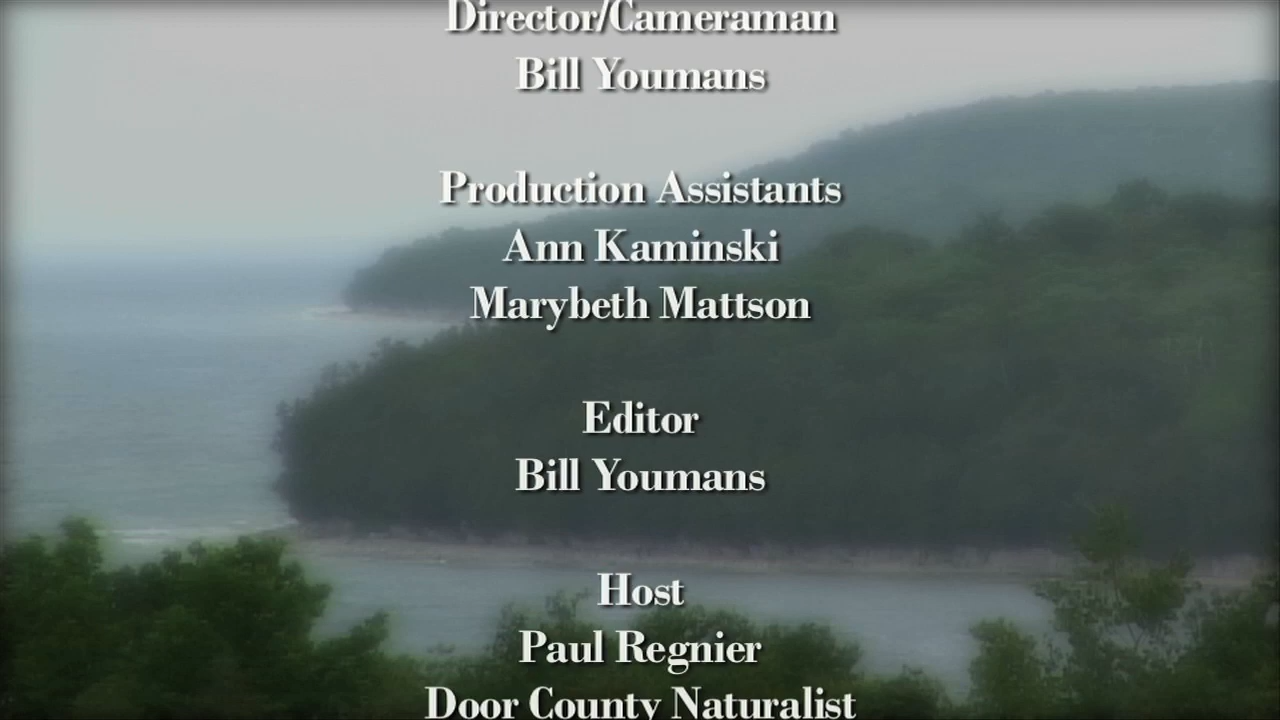 Director/Cameraman
Bill Youmans
Production Assistants
Ann Kaminski
Marybeth Mattson
Editor
Bill Youmans
Host
Paul Regnier
Door County Naturalist